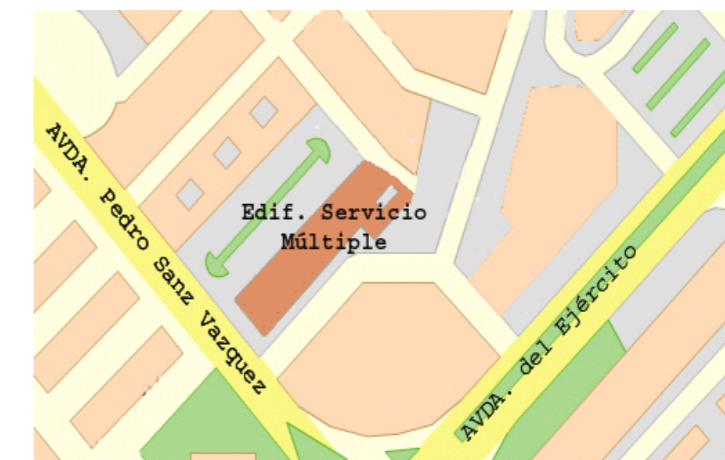 AVDA. Pedro Sanz Vazquez
Edif. Servicio
Múltiple
AVDA. del Ejército